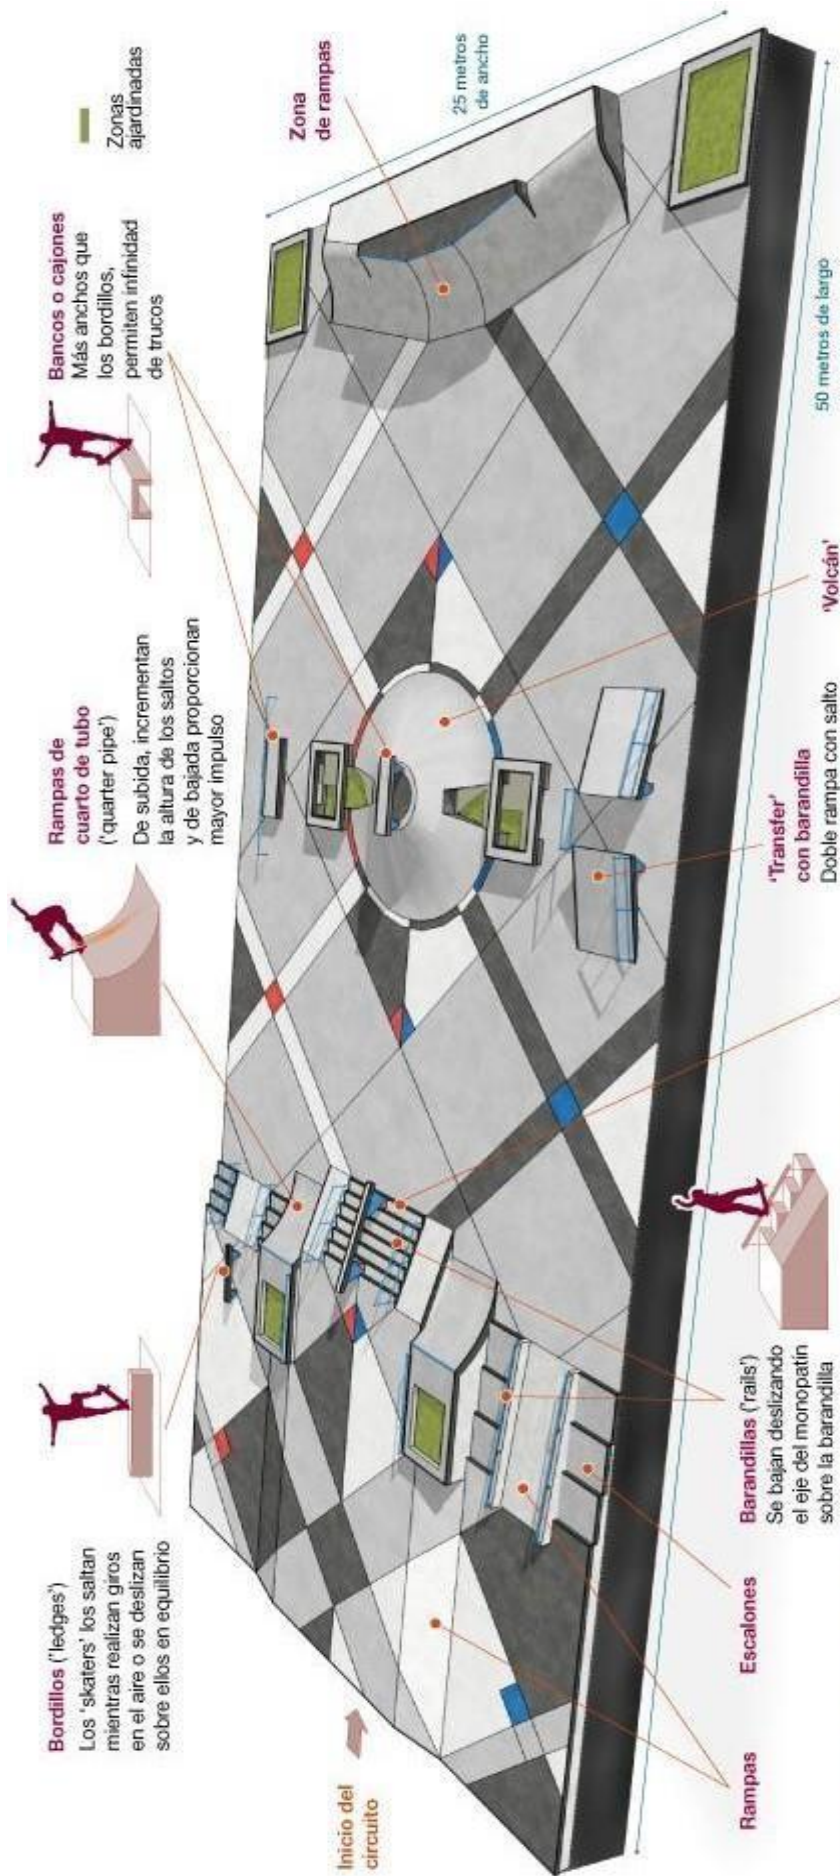 Bordillos ('ledges')
Los 'skaters' los saltan
mientras realizan giros
en el aire o se deslizan
sobre ellos en equilibrio
Rampas de
cuarto de tubo
('quarter pipe')
De subida, incrementan
la altura de los saltos
y de bajada proporcionan
mayor impulso
Bancos o cajones
Más anchos que
los bordillos,
permiten infinidad
de trucos
Zonas
ajardinadas
Inicio del
circuito
Zona
de rampas
25 metros
de ancho
50 metros de largo
Rampas
Escalones
Barandillas ('rails')
Se bajan deslizando
el eje del monopatín
sobre la barandilla
'Transfer'
con barandilla
Doble rampa con salto
'Volcán'